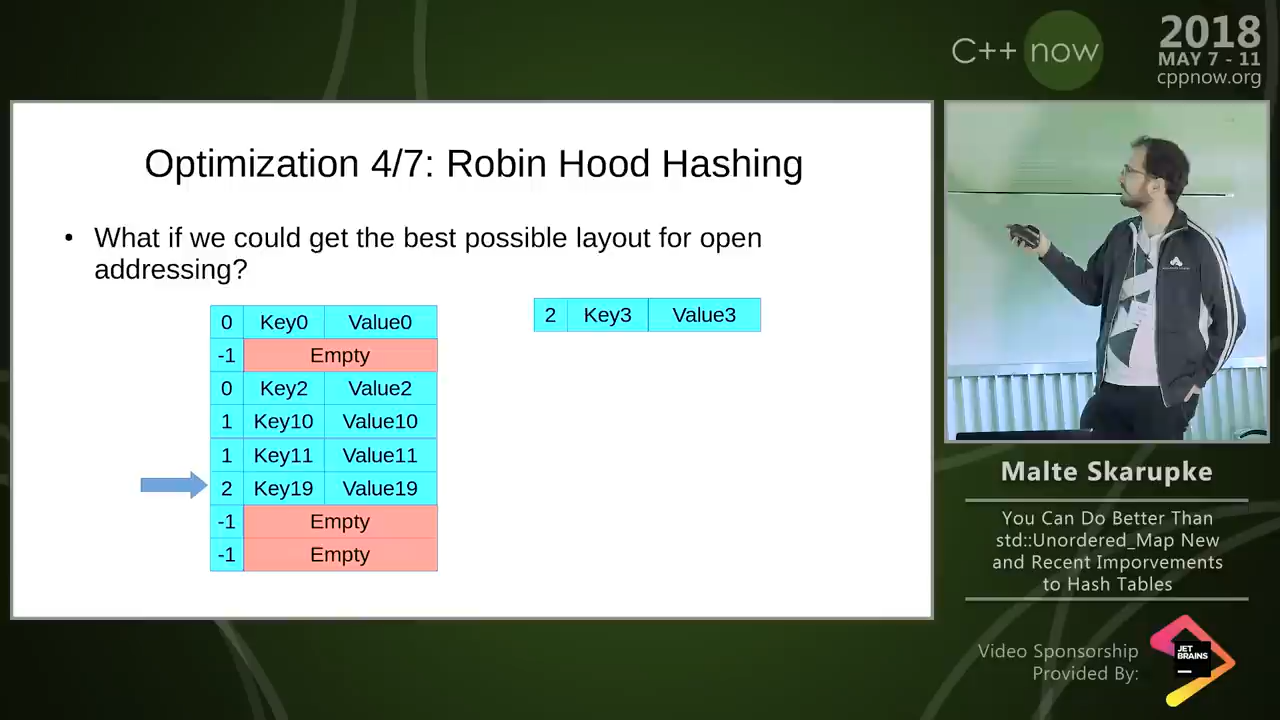 C++ now
2018
MAY 7 - 11
cppnow.org
Optimization 4/7: Robin Hood Hashing
• What if we could get the best possible layout for open
addressing?
0 Key0 Value0
-1 Empty
0 Key2 Value2
1 Key10 Value10
1 Key11 Value11
2 Key19 Value19
-1 Empty
-1 Empty
2 Key3 Value3
Malte Skarupke
You Can Do Better Than
std::Unordered_Map New
and Recent Imporvements
to Hash Tables
Video Sponsorship
Provided By:
JET
BRAINS